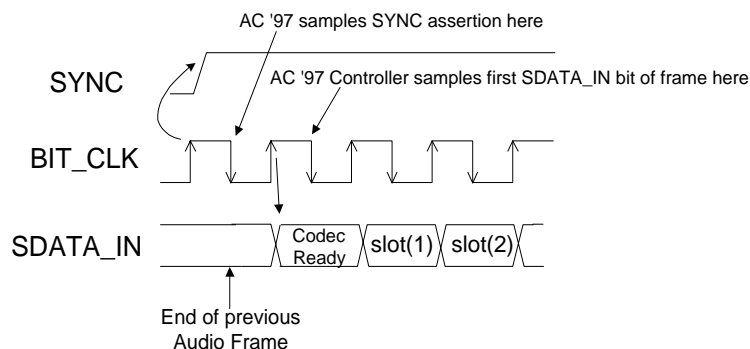 AC '97 samples SYNC assertion here
SYNC
AC '97 Controller samples first SDATA_IN bit of frame here
BIT_CLK
SDATA_IN
Codec
Ready
slot(1)
slot(2)
End of previous
Audio Frame